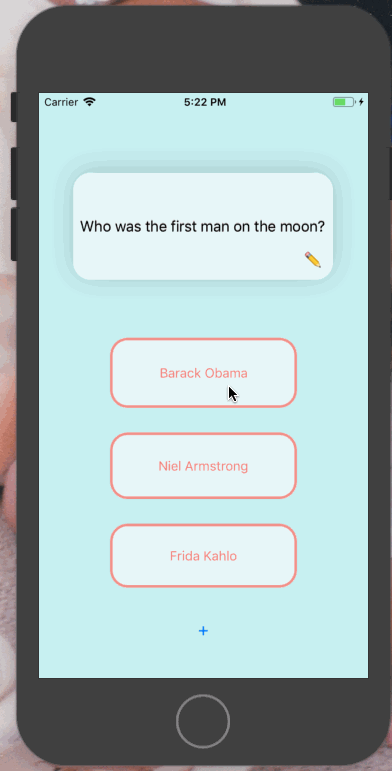 Carrier 5:22 PM
Who was the first man on the moon?
Barack Obama
Niel Armstrong
Frida Kahlo
+